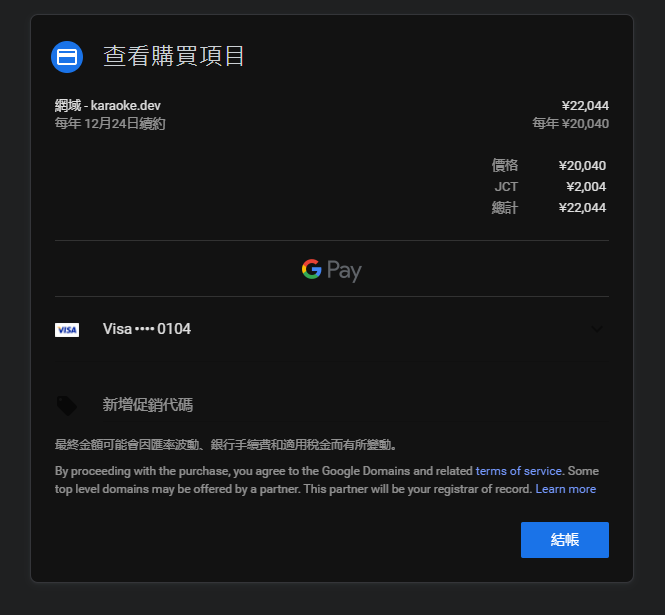 查看購買項目
網域 - karaoke.dev ¥22,044
每年 12月24日續約 每年 ¥20,040
價格 ¥20,040
JCT ¥2,004
總計 ¥22,044
G Pay
VISA Visa •••• 0104
新增促銷代碼
最終金額可能會因匯率波動、銀行手續費和適用稅金而有所變動。
By proceeding with the purchase, you agree to the Google Domains and related terms of service. Some
top level domains may be offered by a partner. This partner will be your registrar of record. Learn more
結帳